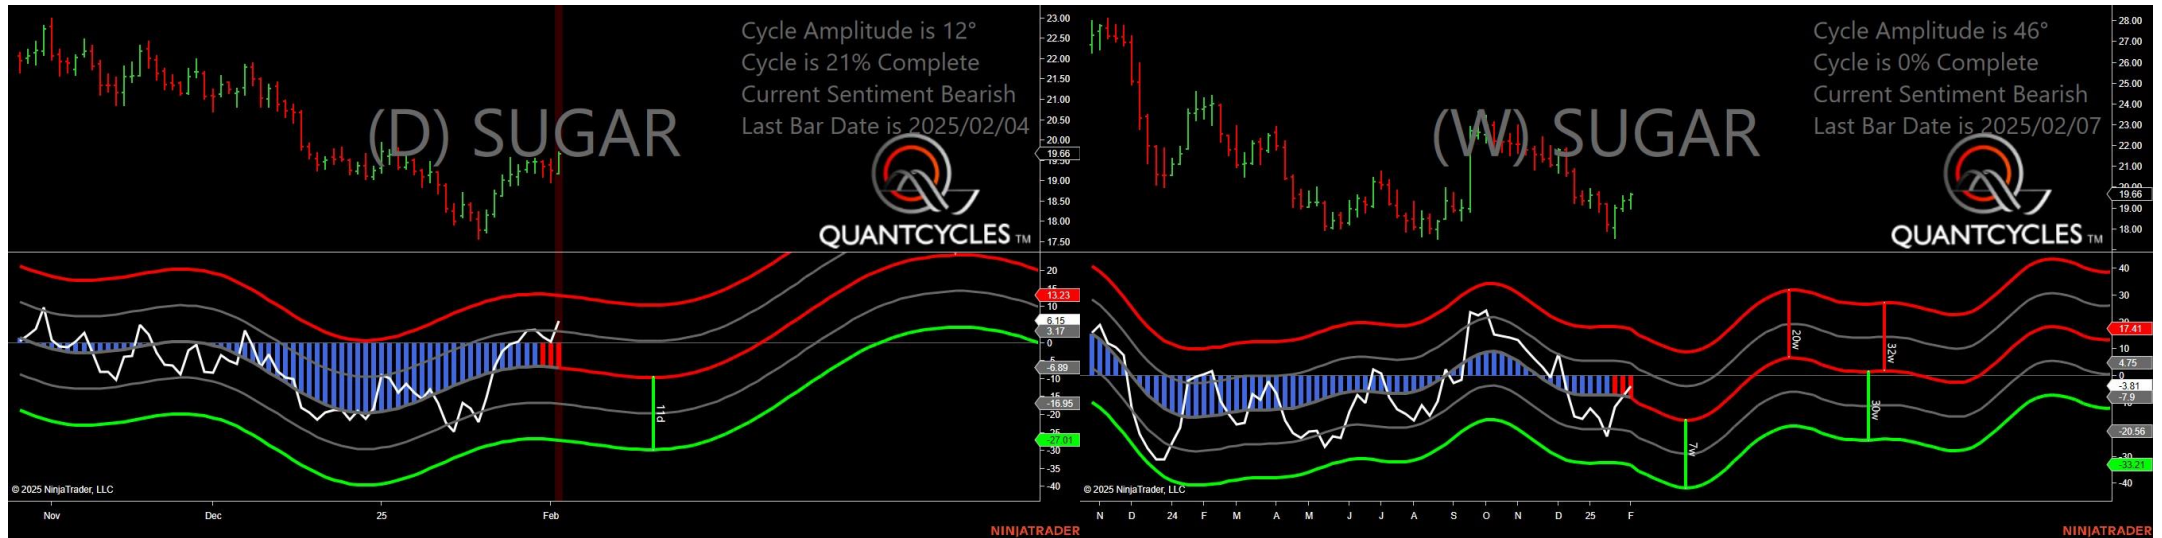 Cycle Amplitude is 12°
Cycle is 21% Complete
Current Sentiment Bearish
Last Bar Date is 2025/02/04
(D) SUGAR
QUANTCYCLES TM
23.00
22.50
22.00
21.50
21.00
20.50
20.00
19.66
19.50
19.00
18.50
18.00
17.50
20
13.23
10
6.15
3.17
0
-5
-6.89
-10
-16.95
-20
-27.01
-30
-35
-40
11d
© 2025 NinjaTrader, LLC
Nov
Dec
25
Feb
NINJATRADER
Cycle Amplitude is 46°
Cycle is 0% Complete
Current Sentiment Bearish
Last Bar Date is 2025/02/07
(W) SUGAR
QUANTCYCLES TM
28.00
27.00
26.00
25.00
24.00
23.00
22.00
21.00
20.00
19.66
19.00
18.00
40
30
17.41
10
4.75
0
-3.81
-7.9
-20.56
-30
-33.21
-40
7w
20w
30w
32w
© 2025 NinjaTrader, LLC
N
D
24
F
M
A
M
J
J
A
S
O
N
D
25
F
NINJATRADER